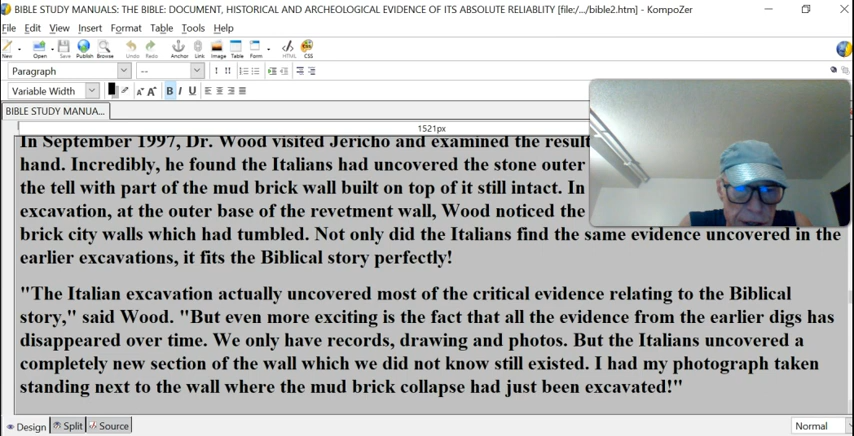 BIBLE STUDY MANUALS: THE BIBLE: DOCUMENT, HISTORICAL AND ARCHEOLOGICAL EVIDENCE OF ITS ABSOLUTE RELIABLITY [file:/.../bible2.htm] - KompoZer
File Edit View Insert Format Table Tools Help
New Open Save Publish Browse Undo Redo Anchor Link Image Table Form HTML CSS
Paragraph --
Variable Width A A B I U
BIBLE STUDY MANUA...
1521px
In September 1997, Dr. Wood visited Jericho and examined the result
hand. Incredibly, he found the Italians had uncovered the stone outer
the tell with part of the mud brick wall built on top of it still intact. In
excavation, at the outer base of the revetment wall, Wood noticed the
brick city walls which had tumbled. Not only did the Italians find the same evidence uncovered in the
earlier excavations, it fits the Biblical story perfectly!
"The Italian excavation actually uncovered most of the critical evidence relating to the Biblical
story," said Wood. "But even more exciting is the fact that all the evidence from the earlier digs has
disappeared over time. We only have records, drawing and photos. But the Italians uncovered a
completely new section of the wall which we did not know still existed. I had my photograph taken
standing next to the wall where the mud brick collapse had just been excavated!"
Design Split Source Normal